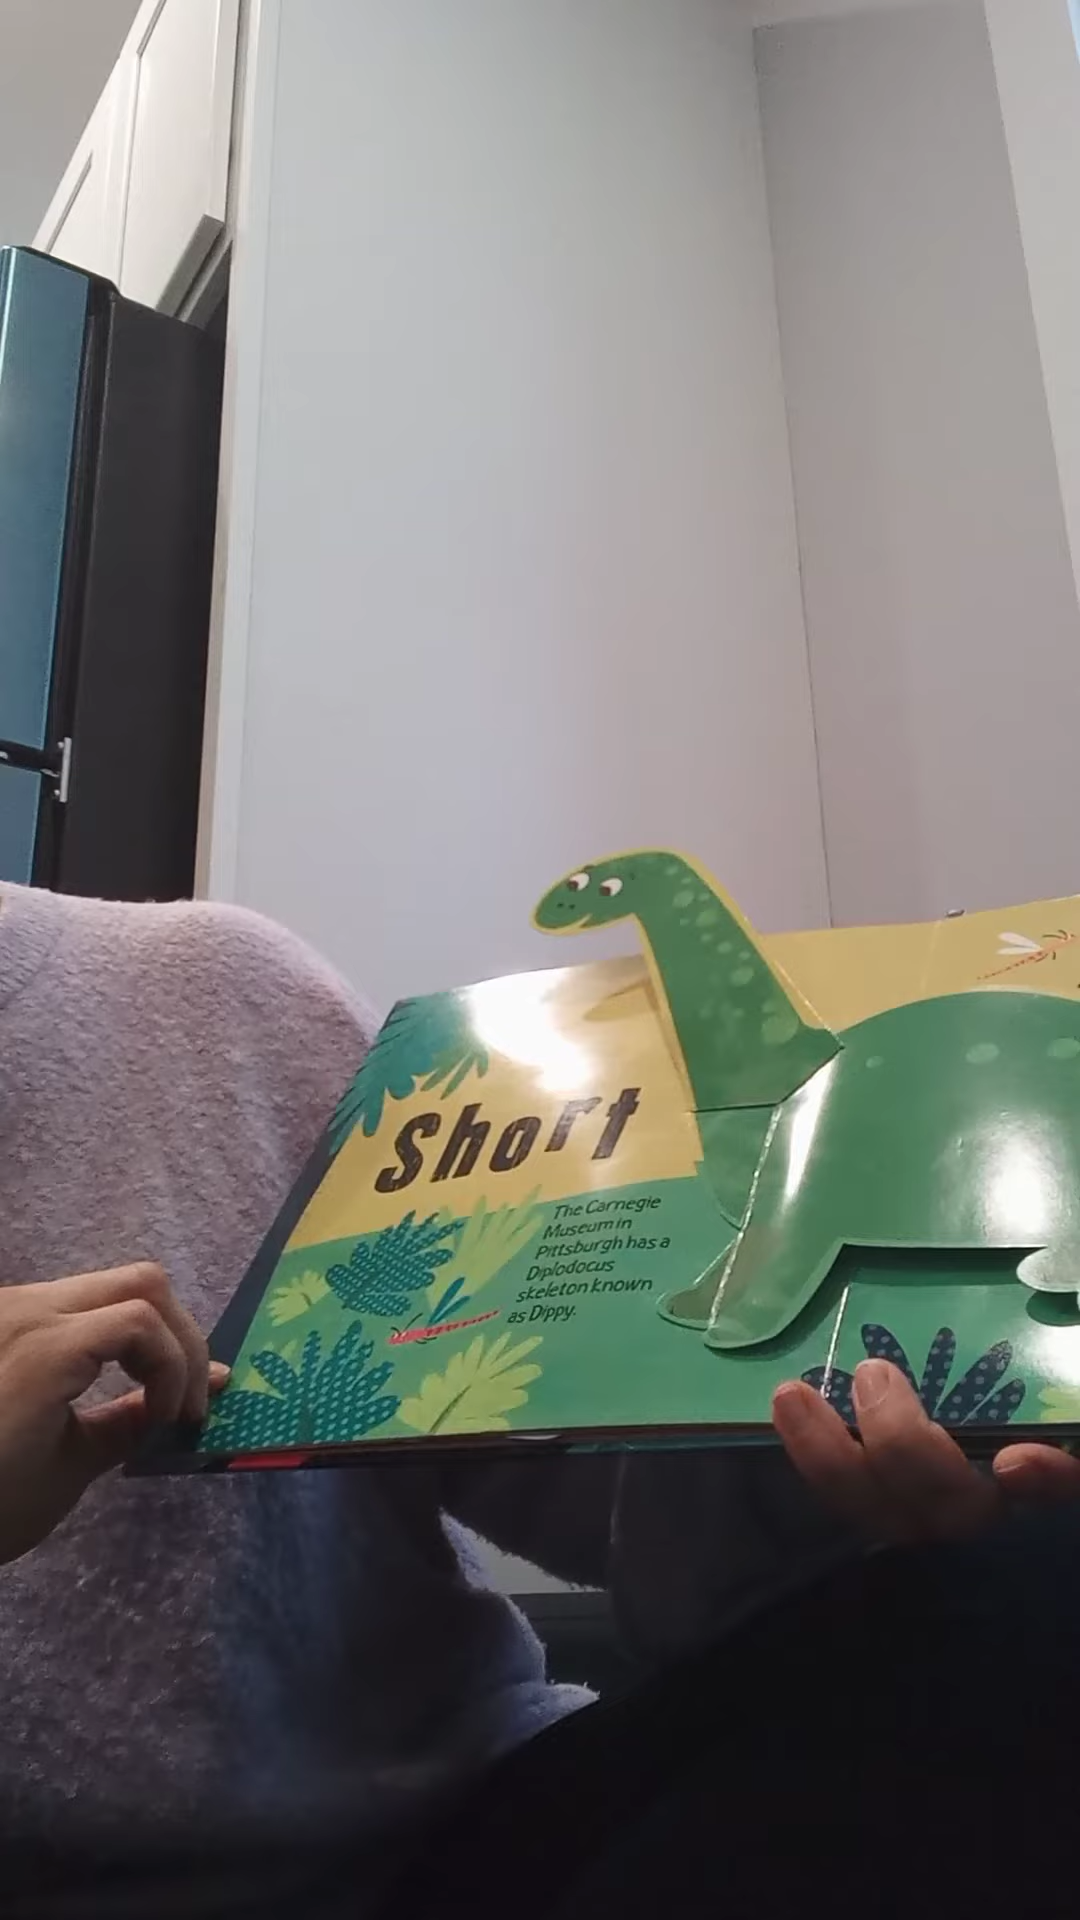 Short
The Carnegie
Museum in
Pittsburgh has a
Diplodocus
skeleton known
as Dippy.